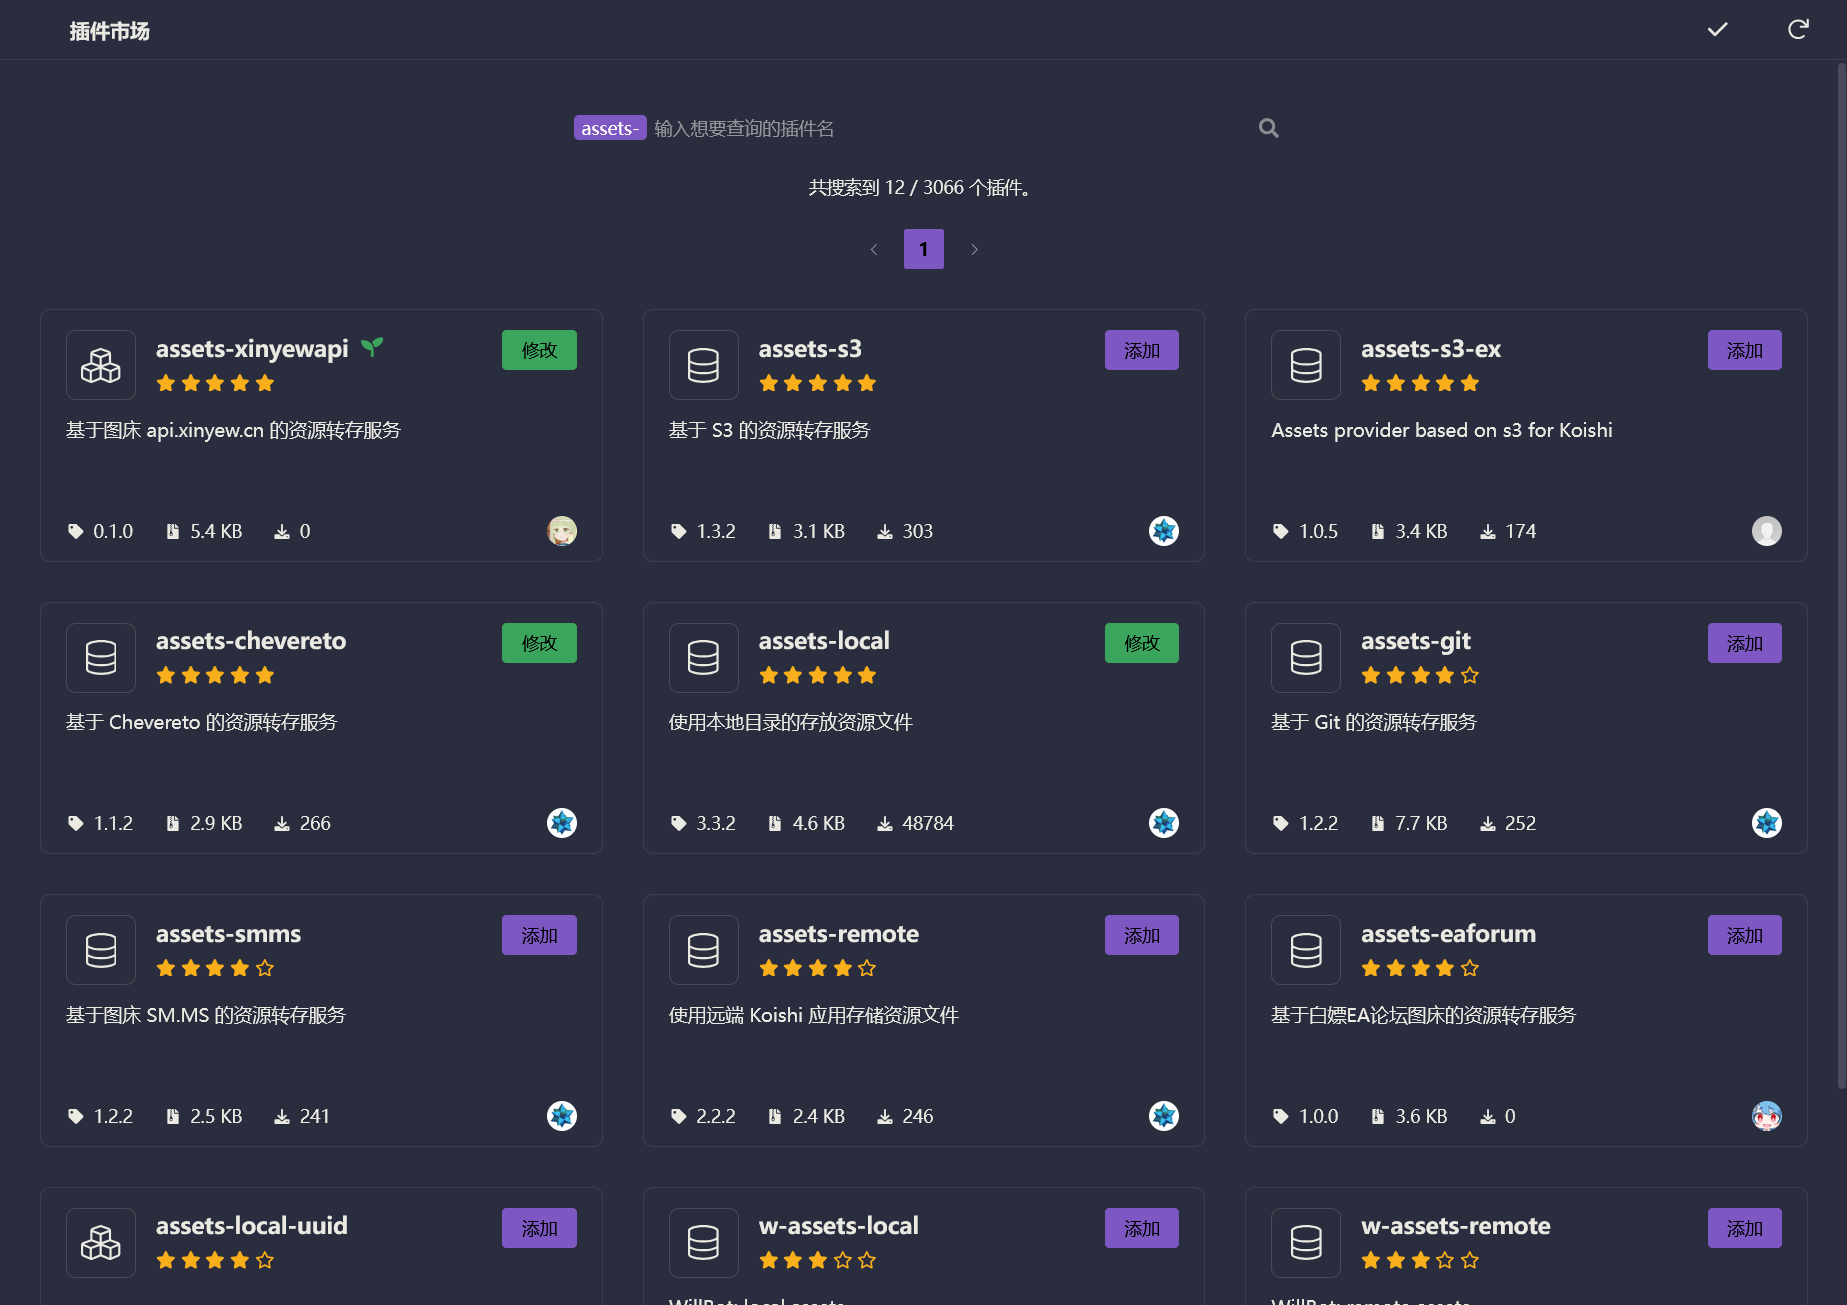 插件市场
assets- 输入想要查询的插件名
共搜索到 12 / 3066 个插件。
1
assets-xinyewapi 修改
基于图床 api.xinyew.cn 的资源转存服务
0.1.0 5.4 KB 0
assets-s3 添加
基于 S3 的资源转存服务
1.3.2 3.1 KB 303
assets-s3-ex 添加
Assets provider based on s3 for Koishi
1.0.5 3.4 KB 174
assets-chevereto 修改
基于 Chevereto 的资源转存服务
1.1.2 2.9 KB 266
assets-local 修改
使用本地目录的存放资源文件
3.3.2 4.6 KB 48784
assets-git 添加
基于 Git 的资源转存服务
1.2.2 7.7 KB 252
assets-smms 添加
基于图床 SM.MS 的资源转存服务
1.2.2 2.5 KB 241
assets-remote 添加
使用远端 Koishi 应用存储资源文件
2.2.2 2.4 KB 246
assets-eaforum 添加
基于白嫖EA论坛图床的资源转存服务
1.0.0 3.6 KB 0
assets-local-uuid 添加
w-assets-local 添加
WillBot: local assets
w-assets-remote 添加
WillBot: remote assets